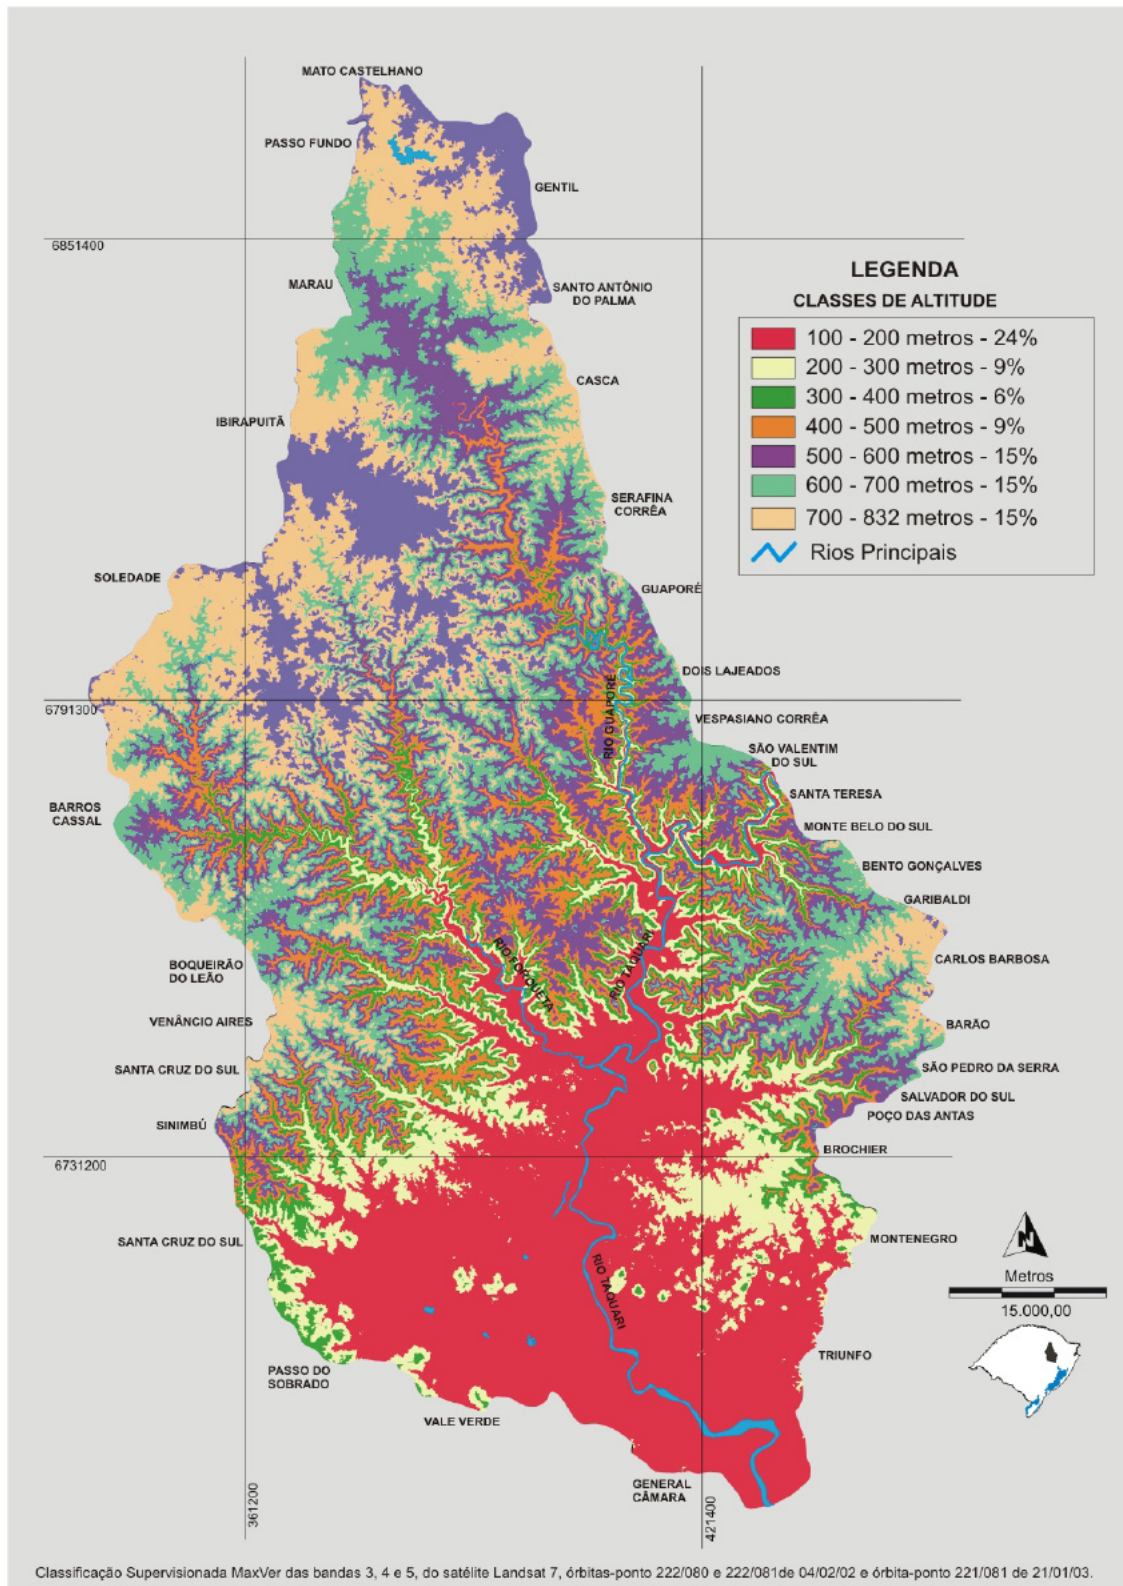 MATO CASTELHANO
PASSO FUNDO
GENTIL
6851400
MARAU
SANTO ANTÔNIO
DO PALMA
LEGENDA
CLASSES DE ALTITUDE
100 - 200 metros - 24%
200 - 300 metros - 9%
300 - 400 metros - 6%
400 - 500 metros - 9%
500 - 600 metros - 15%
600 - 700 metros - 15%
700 - 832 metros - 15%
Rios Principais
CASCA
IBIRAPUITÃ
SERAFINA
CORRÊA
SOLEDADE
GUAPORÉ
DOIS LAJEADOS
6791300
RIO GUAPORÉ
VESPASIANO CORRÊA
SÃO VALENTIM
DO SUL
SANTA TERESA
BARROS
CASSAL
MONTE BELO DO SUL
BENTO GONÇALVES
GARIBALDI
BOQUEIRÃO
DO LEÃO
RIO FORQUETA
RIO TAQUARI
CARLOS BARBOSA
VENÂNCIO AIRES
BARÃO
SANTA CRUZ DO SUL
SÃO PEDRO DA SERRA
SALVADOR DO SUL
POÇO DAS ANTAS
SINIMBÚ
BROCHIER
6731200
SANTA CRUZ DO SUL
MONTENEGRO
RIO TAQUARI
N
Metros
15.000,00
PASSO DO
SOBRADO
TRIUNFO
VALE VERDE
GENERAL
CÂMARA
361200
421400
Classificação Supervisionada MaxVer das bandas 3, 4 e 5, do satélite Landsat 7, órbitas-ponto 222/080 e 222/081de 04/02/02 e órbita-ponto 221/081 de 21/01/03.